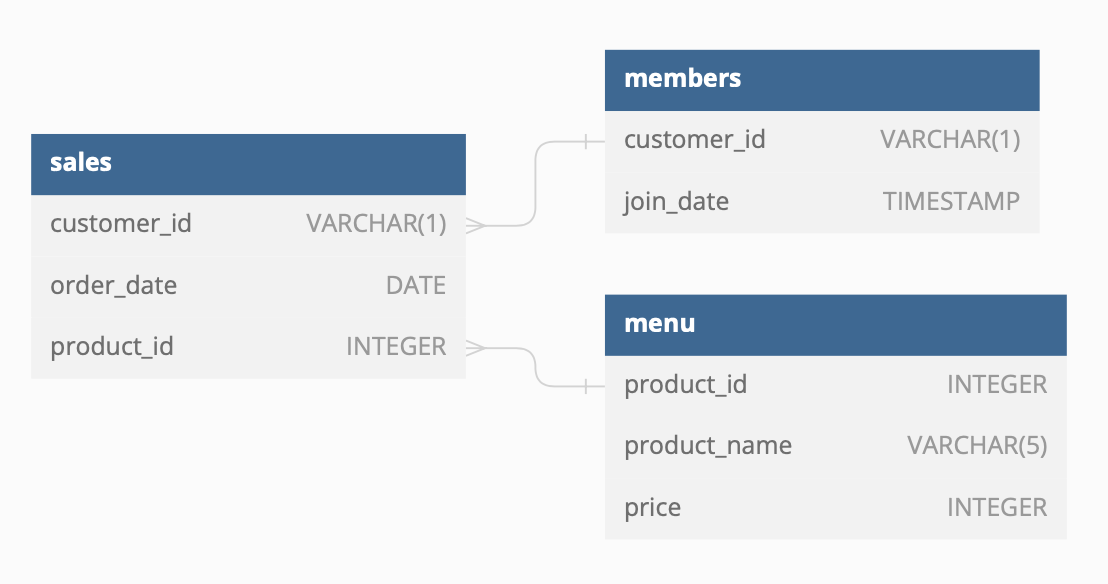 sales
customer_id VARCHAR(1)
order_date DATE
product_id INTEGER
members
customer_id VARCHAR(1)
join_date TIMESTAMP
menu
product_id INTEGER
product_name VARCHAR(5)
price INTEGER